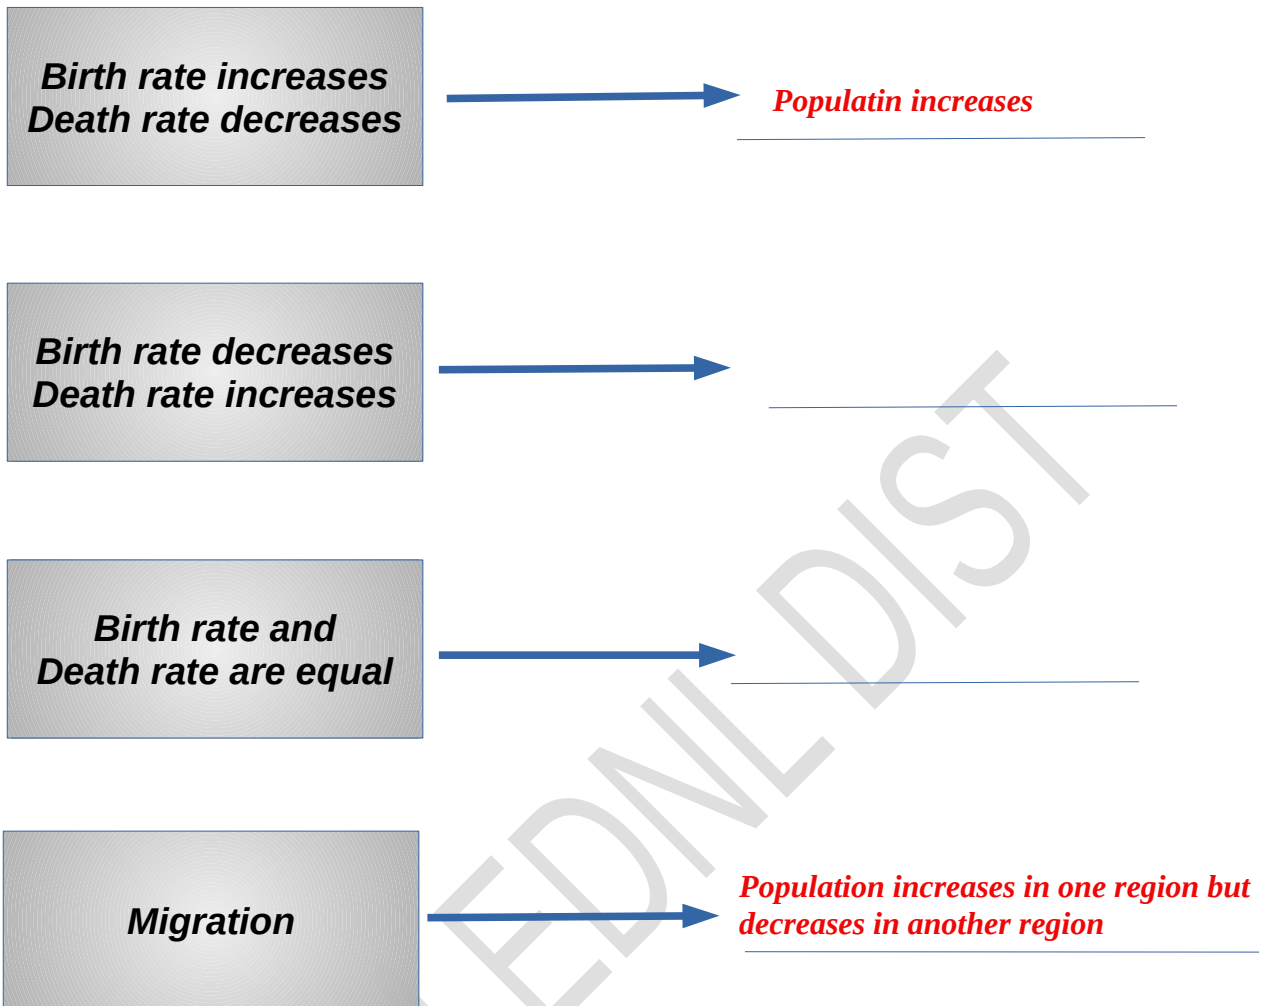 Birth rate increases
Death rate decreases
Populatin increases
Birth rate decreases
Death rate increases
Birth rate and
Death rate are equal
Migration
Population increases in one region but
decreases in another region
EDNL DIST